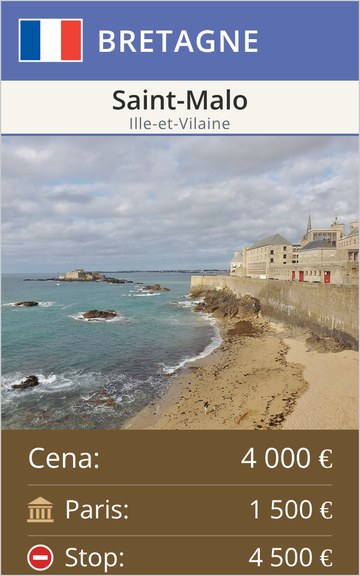 BRETAGNE
Saint-Malo
Ille-et-Vilaine
Cena: 4 000 €
Paris: 1 500 €
Stop: 4 500 €